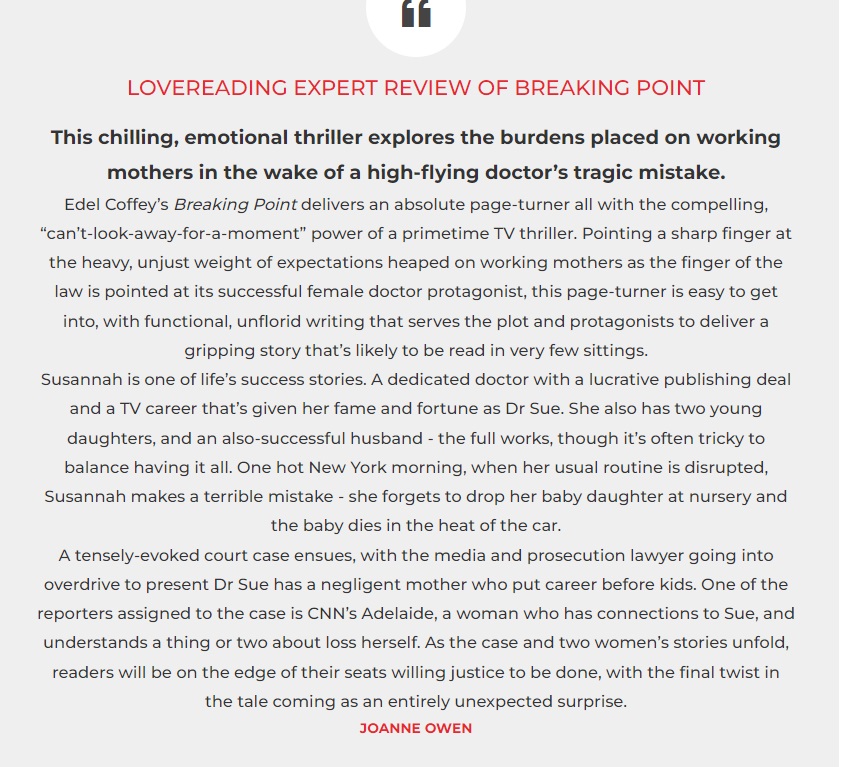 “
LOVEREADING EXPERT REVIEW OF BREAKING POINT
This chilling, emotional thriller explores the burdens placed on working
mothers in the wake of a high-flying doctor’s tragic mistake.
Edel Coffey’s Breaking Point delivers an absolute page-turner all with the compelling,
“can’t-look-away-for-a-moment” power of a primetime TV thriller. Pointing a sharp finger at
the heavy, unjust weight of expectations heaped on working mothers as the finger of the
law is pointed at its successful female doctor protagonist, this page-turner is easy to get
into, with functional, unflorid writing that serves the plot and protagonists to deliver a
gripping story that’s likely to be read in very few sittings.
Susannah is one of life’s success stories. A dedicated doctor with a lucrative publishing deal
and a TV career that’s given her fame and fortune as Dr Sue. She also has two young
daughters, and an also-successful husband - the full works, though it’s often tricky to
balance having it all. One hot New York morning, when her usual routine is disrupted,
Susannah makes a terrible mistake - she forgets to drop her baby daughter at nursery and
the baby dies in the heat of the car.
A tensely-evoked court case ensues, with the media and prosecution lawyer going into
overdrive to present Dr Sue has a negligent mother who put career before kids. One of the
reporters assigned to the case is CNN’s Adelaide, a woman who has connections to Sue, and
understands a thing or two about loss herself. As the case and two women’s stories unfold,
readers will be on the edge of their seats willing justice to be done, with the final twist in
the tale coming as an entirely unexpected surprise.
JOANNE OWEN